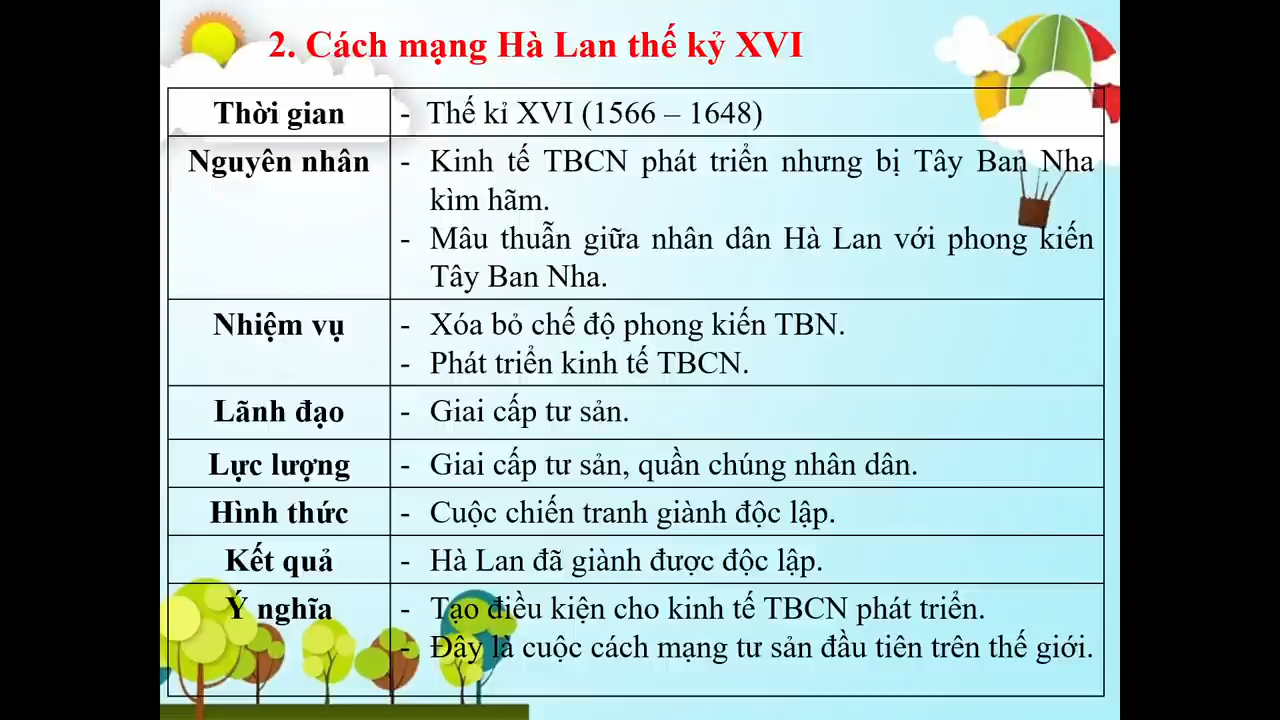 2. Cách mạng Hà Lan thế kỷ XVI
Thời gian
- Thế kỉ XVI (1566 – 1648)
Nguyên nhân
- Kinh tế TBCN phát triển nhưng bị Tây Ban Nha
kìm hãm.
- Mâu thuẫn giữa nhân dân Hà Lan với phong kiến
Tây Ban Nha.
Nhiệm vụ
- Xóa bỏ chế độ phong kiến TBN.
- Phát triển kinh tế TBCN.
Lãnh đạo
- Giai cấp tư sản.
Lực lượng
- Giai cấp tư sản, quần chúng nhân dân.
Hình thức
- Cuộc chiến tranh giành độc lập.
Kết quả
- Hà Lan đã giành được độc lập.
Ý nghĩa
- Tạo điều kiện cho kinh tế TBCN phát triển.
- Đây là cuộc cách mạng tư sản đầu tiên trên thế giới.